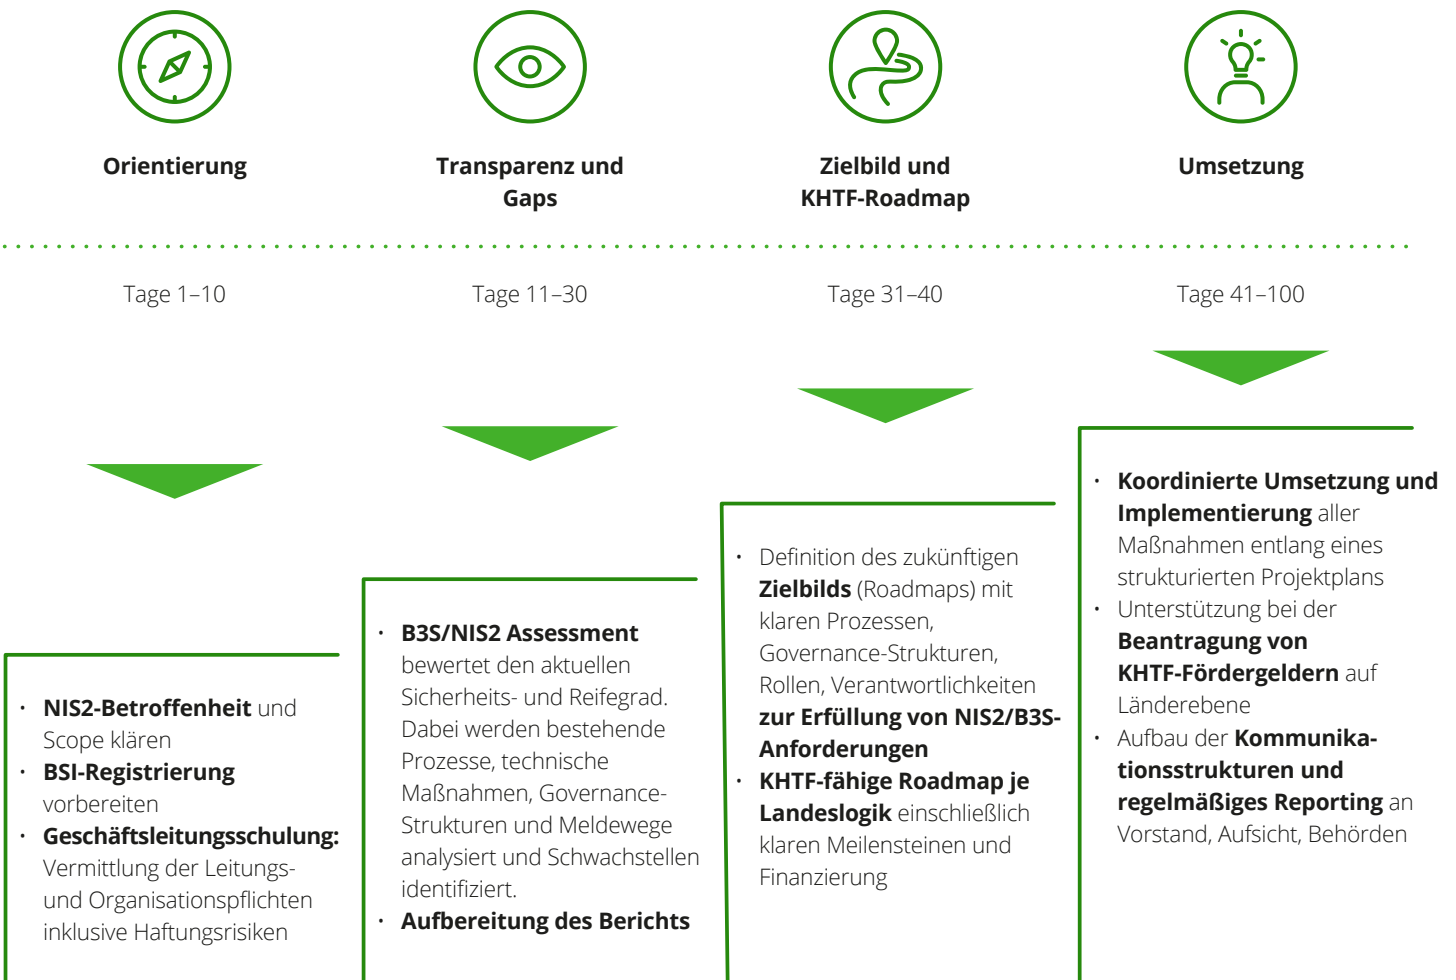 Orientierung
Transparenz und
Gaps
Zielbild und
KHTF-Roadmap
Umsetzung
Tage 1–10
Tage 11–30
Tage 31–40
Tage 41–100
· NIS2-Betroffenheit und
Scope klären
· BSI-Registrierung
vorbereiten
· Geschäftsleitungsschulung:
Vermittlung der Leitungs-
und Organisationspflichten
inklusive Haftungsrisiken
· B3S/NIS2 Assessment
bewertet den aktuellen
Sicherheits- und Reifegrad.
Dabei werden bestehende
Prozesse, technische
Maßnahmen, Governance-
Strukturen und Meldewege
analysiert und Schwachstellen
identifiziert.
· Aufbereitung des Berichts
· Definition des zukünftigen
Zielbilds (Roadmaps) mit
klaren Prozessen,
Governance-Strukturen,
Rollen, Verantwortlichkeiten
zur Erfüllung von NIS2/B3S-
Anforderungen
· KHTF-fähige Roadmap je
Landeslogik einschließlich
klaren Meilensteinen und
Finanzierung
· Koordinierte Umsetzung und
Implementierung aller
Maßnahmen entlang eines
strukturierten Projektplans
· Unterstützung bei der
Beantragung von
KHTF-Fördergeldern auf
Länderebene
· Aufbau der Kommunika-
tionsstrukturen und
regelmäßiges Reporting an
Vorstand, Aufsicht, Behörden